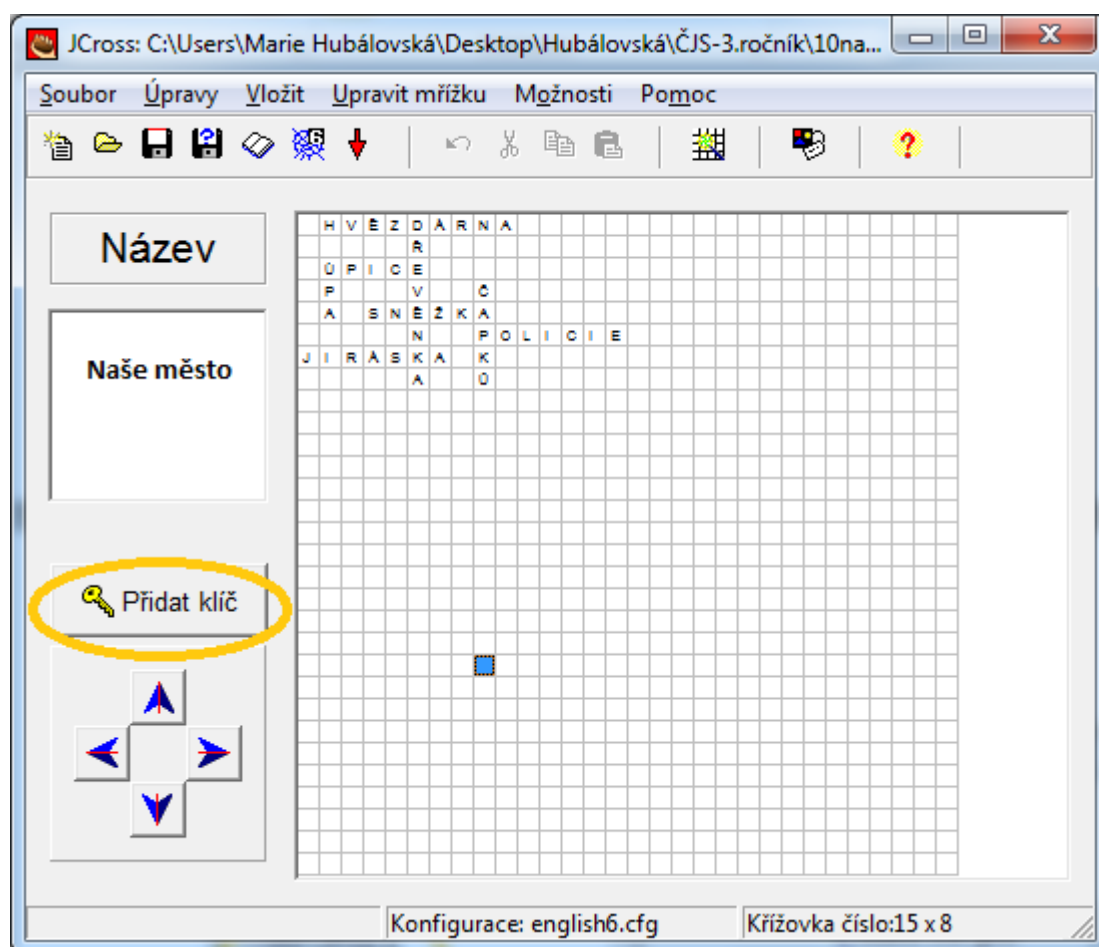 JCross: C:\Users\Marie Hubálovská\Desktop\Hubálovská\ČJS-3.ročník\10na...
Soubor Úpravy Vložit Upravit mřížku Možnosti Pomoc
Název
Naše město
Přidat klíč
H V Ě Z D Á R N A
Ř
Ú P I C E
P V Č
A S N Ě Ž K A
N P O L I C I E
J I R Á S K A K
A Ů
Konfigurace: english6.cfg Křížovka číslo:15 x 8